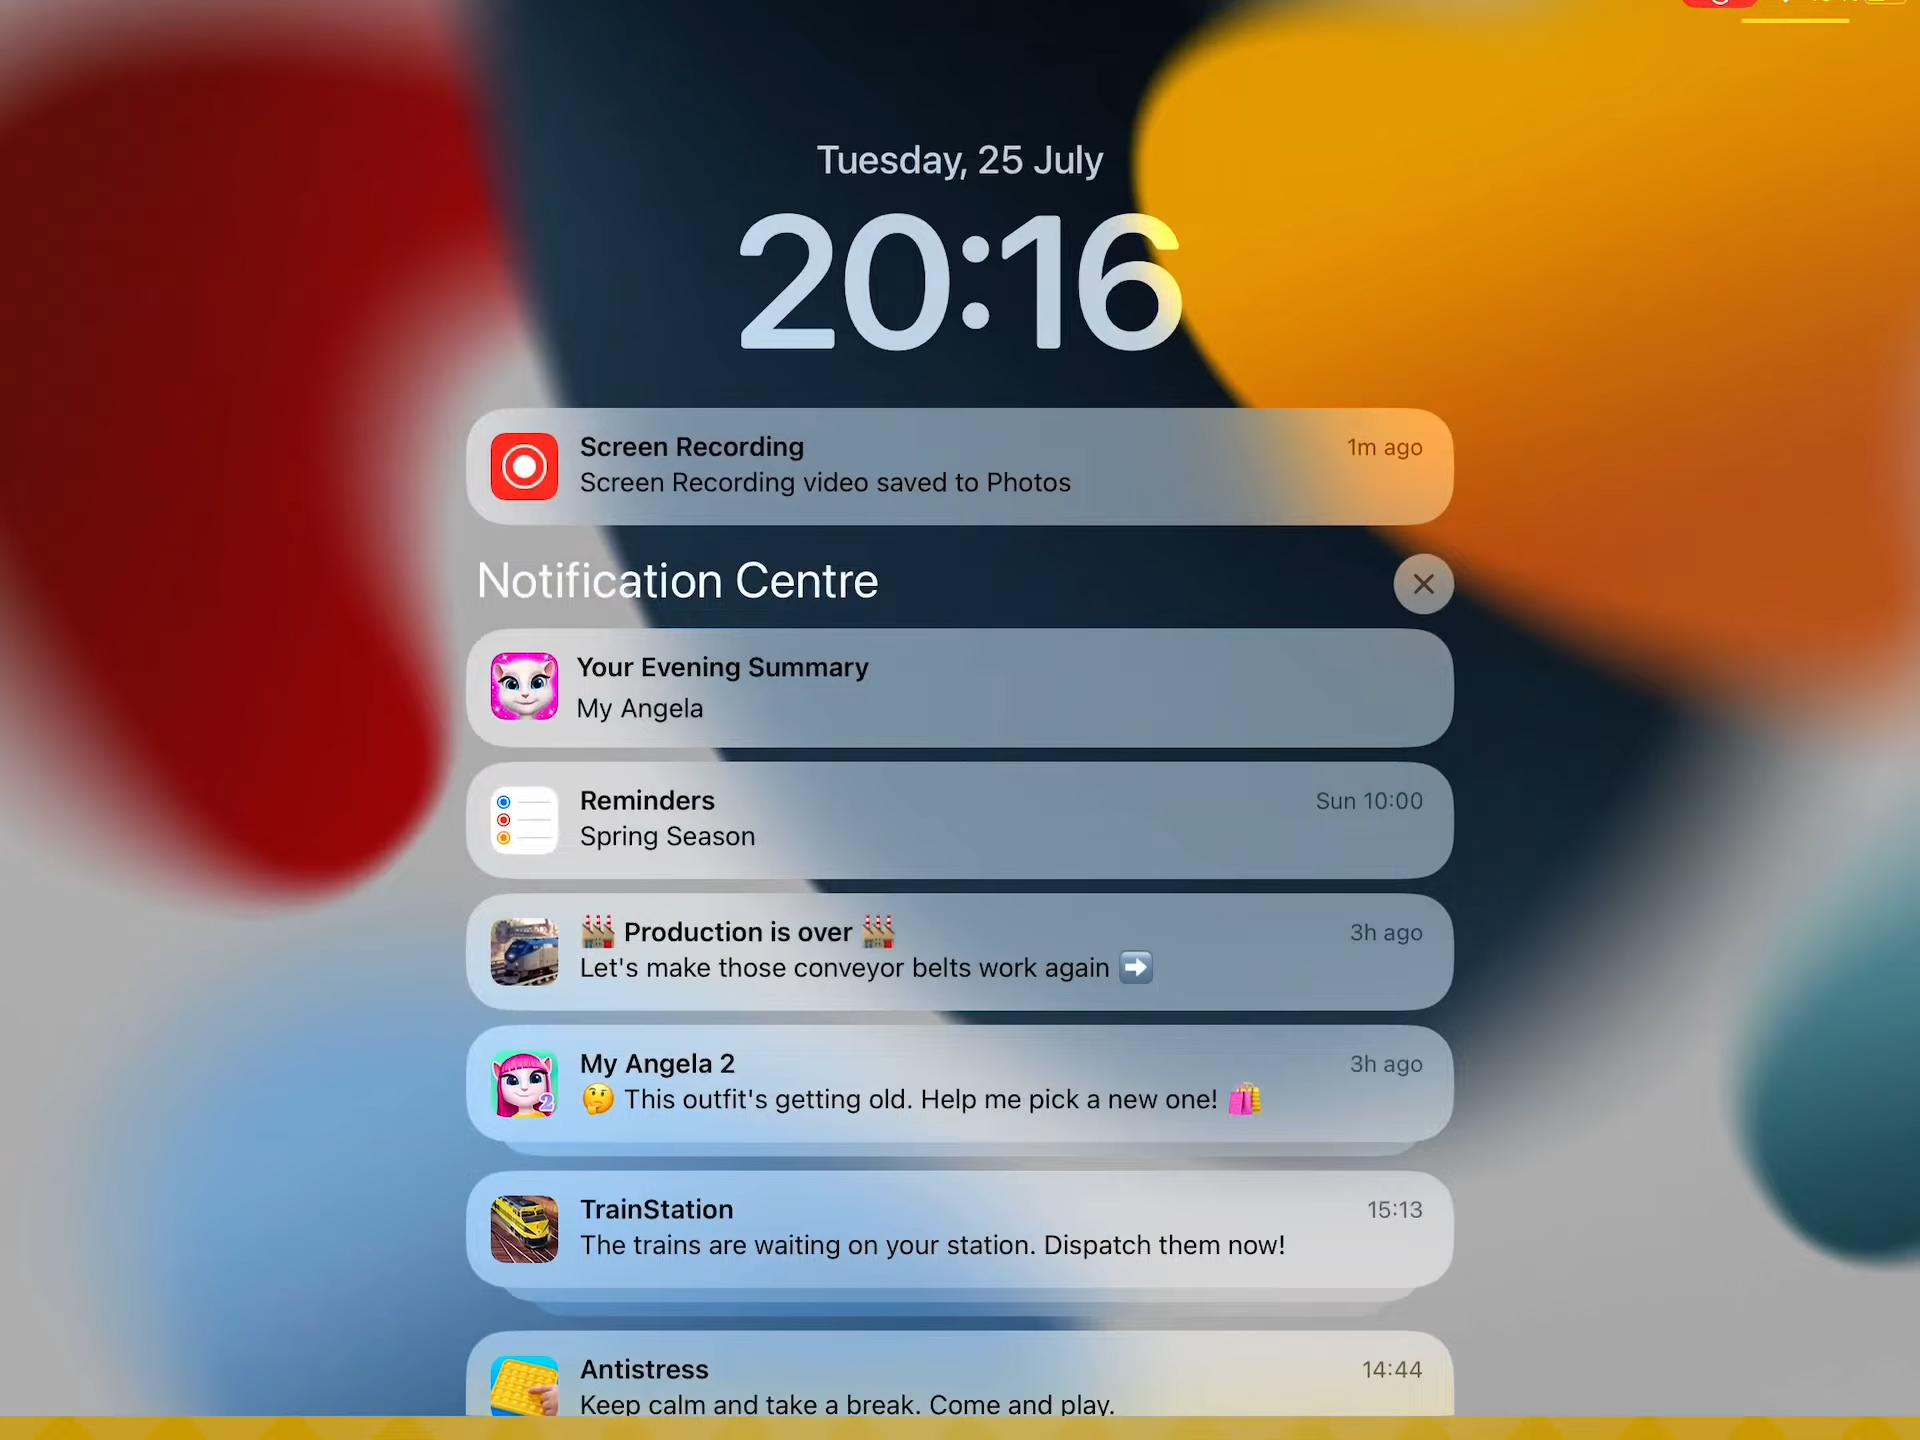 Tuesday, 25 July
20:16
Screen Recording
1m ago
Screen Recording video saved to Photos
Notification Centre
Your Evening Summary
My Angela
Reminders
Sun 10:00
Spring Season
🏭 Production is over 🏭
3h ago
Let's make those conveyor belts work again ➡️
My Angela 2
3h ago
🤔 This outfit's getting old. Help me pick a new one! 🛍️
2
TrainStation
15:13
The trains are waiting on your station. Dispatch them now!
Antistress
14:44
Keep calm and take a break. Come and play.